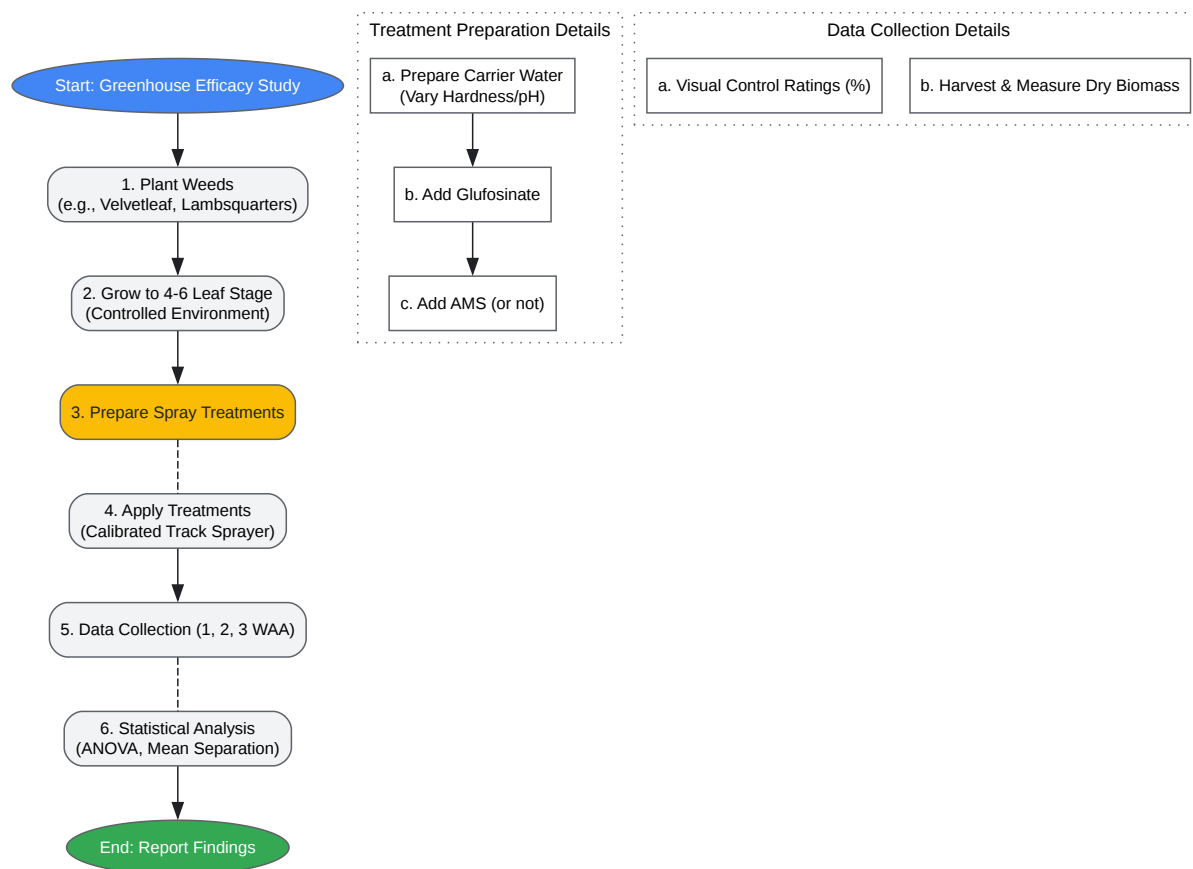 Start: Greenhouse Efficacy Study
1. Plant Weeds
(e.g., Velvetleaf, Lambsquarters)
2. Grow to 4-6 Leaf Stage
(Controlled Environment)
3. Prepare Spray Treatments
4. Apply Treatments
(Calibrated Track Sprayer)
5. Data Collection (1, 2, 3 WAA)
6. Statistical Analysis
(ANOVA, Mean Separation)
End: Report Findings
Treatment Preparation Details
a. Prepare Carrier Water
(Vary Hardness/pH)
b. Add Glufosinate
c. Add AMS (or not)
Data Collection Details
a. Visual Control Ratings (%)
b. Harvest & Measure Dry Biomass